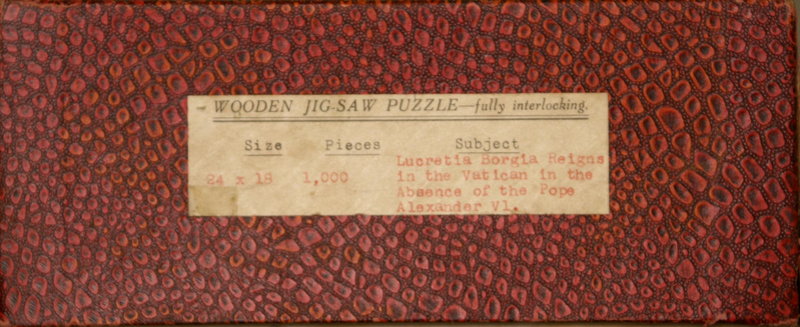 WOODEN JIG-SAW PUZZLE—fully interlocking.
Size Pieces Subject
Lucretia Borgia Reigns
24 x 18 1,000 in the Vatican in the
Absence of the Pope
Alexander V1.